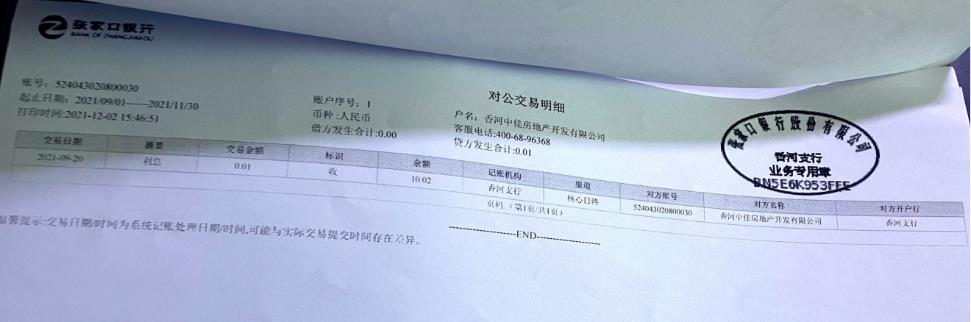 张家口银行
BANK OF ZHANGJIAKOU
对公交易明细
账号：524043020800030
账户序号：1
户名：香河中佳房地产开发有限公司
起止日期：2021/09/01——2021/11/30
币种:人民币
客服电话:400-68-96368
打印时间:2021-12-02 15:46:51
借方发生合计:0.00
贷方发生合计:0.01
张家口银行股份有限公司
香河支行
业务专用章
BN5E6K953FFE
交易日期 摘要 交易金额 标识 余额 记账机构 渠道 对方账号 对方名称 对方开户行
2021-09-20 利息 0.01 收 10.02 香河支行 核心日终 524043020800030 香河中佳房地产开发有限公司 香河支行
页码（第1页/共1页）
温馨提示:交易日期/时间为系统记账处理日期/时间,可能与实际交易提交时间存在差异。
--------------------END--------------------